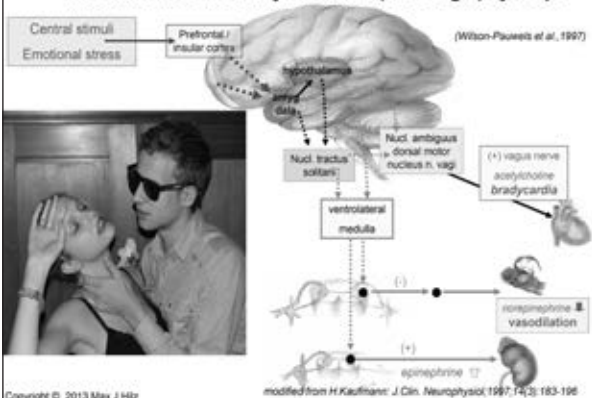 Central stimuli
Emotional stress
Prefrontal /
insular cortex
(Wilson-Pauwels et al., 1997)
hypothalamus
amyg
dala
Nucl. tractus
solitarii
Nucl. ambiguus
dorsal motor
nucleus n. vagi
(+) vagus nerve
acetylcholine
bradycardia
ventrolateral
medulla
(-)
norepinephrine
vasodilation
(+)
epinephrine
Copyright ©, 2013 Max J Hilz
modified from H.Kaufmann: J.Clin. Neurophysiol;1997;14(3):183-196